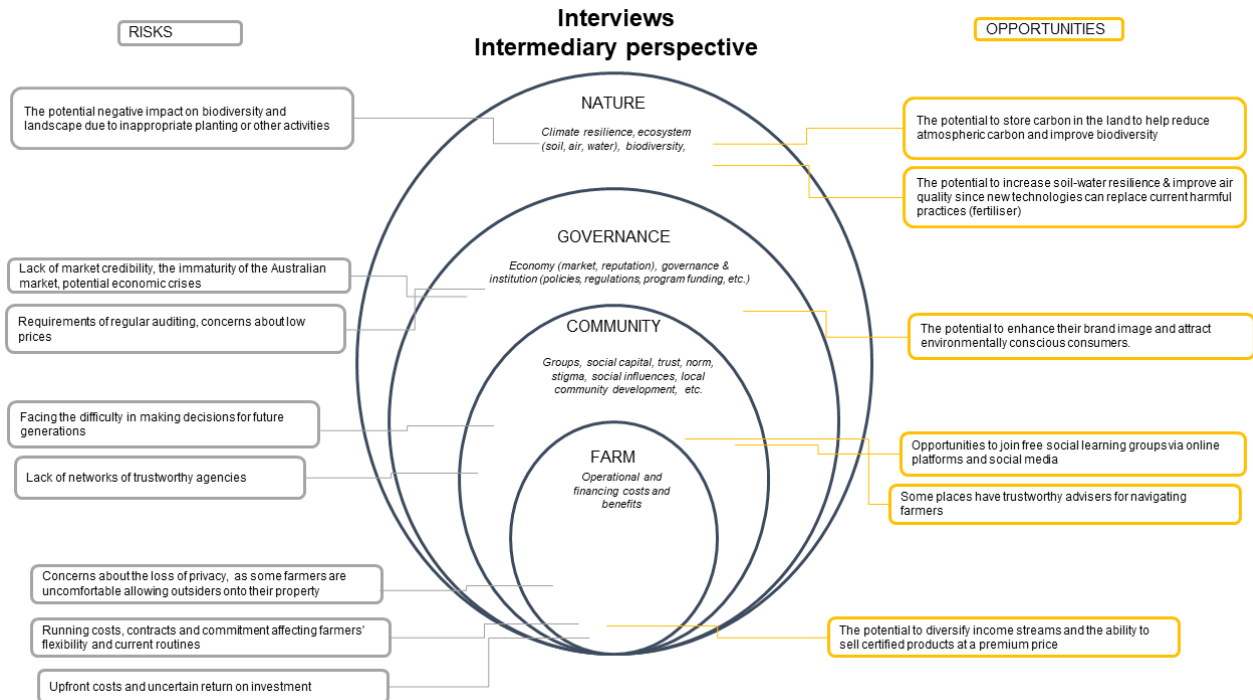 Interviews
Intermediary perspective
RISKS
OPPORTUNITIES
The potential negative impact on biodiversity and
landscape due to inappropriate planting or other activities
Lack of market credibility, the immaturity of the Australian
market, potential economic crises
Requirements of regular auditing, concerns about low
prices
Facing the difficulty in making decisions for future
generations
Lack of networks of trustworthy agencies
Concerns about the loss of privacy, as some farmers are
uncomfortable allowing outsiders onto their property
Running costs, contracts and commitment affecting farmers'
flexibility and current routines
Upfront costs and uncertain return on investment
NATURE
Climate resilience, ecosystem
(soil, air, water), biodiversity,
GOVERNANCE
Economy (market, reputation), governance &
institution (policies, regulations, program funding, etc.)
COMMUNITY
Groups, social capital, trust, norm,
stigma, social influences, local
community development, etc.
FARM
Operational and
financing costs and
benefits
The potential to store carbon in the land to help reduce
atmospheric carbon and improve biodiversity
The potential to increase soil-water resilience & improve air
quality since new technologies can replace current harmful
practices (fertiliser)
The potential to enhance their brand image and attract
environmentally conscious consumers.
Opportunities to join free social learning groups via online
platforms and social media
Some places have trustworthy advisers for navigating
farmers
The potential to diversify income streams and the ability to
sell certified products at a premium price